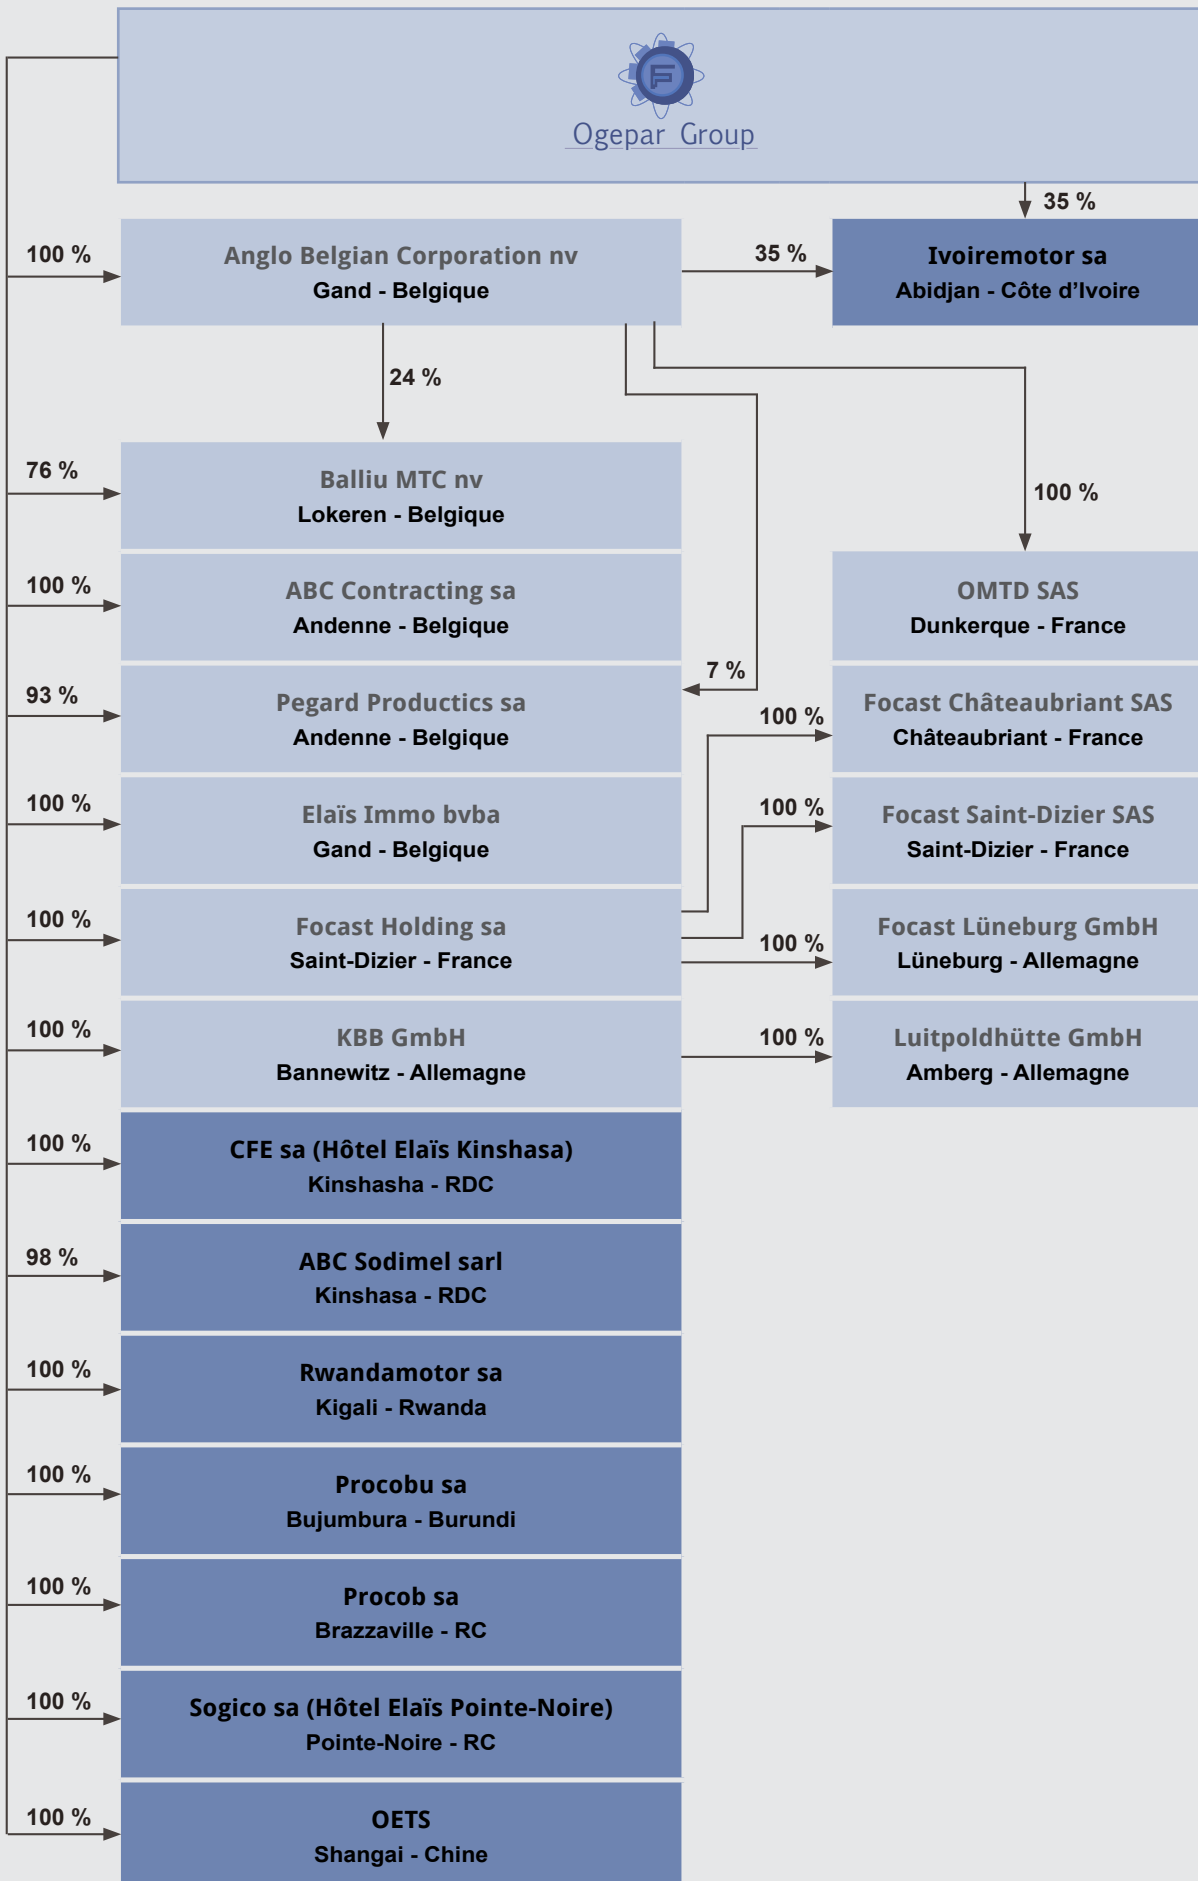 Ogepar Group
35 %
100 %
Anglo Belgian Corporation nv
Gand - Belgique
35 %
Ivoiremotor sa
Abidjan - Côte d'Ivoire
24 %
76 %
Balliu MTC nv
Lokeren - Belgique
100 %
100 %
ABC Contracting sa
Andenne - Belgique
OMTD SAS
Dunkerque - France
93 %
Pegard Productics sa
Andenne - Belgique
7 %
100 %
Focast Châteaubriant SAS
Châteaubriant - France
100 %
Elaïs Immo bvba
Gand - Belgique
100 %
Focast Saint-Dizier SAS
Saint-Dizier - France
100 %
Focast Holding sa
Saint-Dizier - France
100 %
Focast Lüneburg GmbH
Lüneburg - Allemagne
100 %
KBB GmbH
Bannewitz - Allemagne
100 %
Luitpoldhütte GmbH
Amberg - Allemagne
100 %
CFE sa (Hôtel Elaïs Kinshasa)
Kinshasha - RDC
98 %
ABC Sodimel sarl
Kinshasa - RDC
100 %
Rwandamotor sa
Kigali - Rwanda
100 %
Procobu sa
Bujumbura - Burundi
100 %
Procob sa
Brazzaville - RC
100 %
Sogico sa (Hôtel Elaïs Pointe-Noire)
Pointe-Noire - RC
100 %
OETS
Shangai - Chine